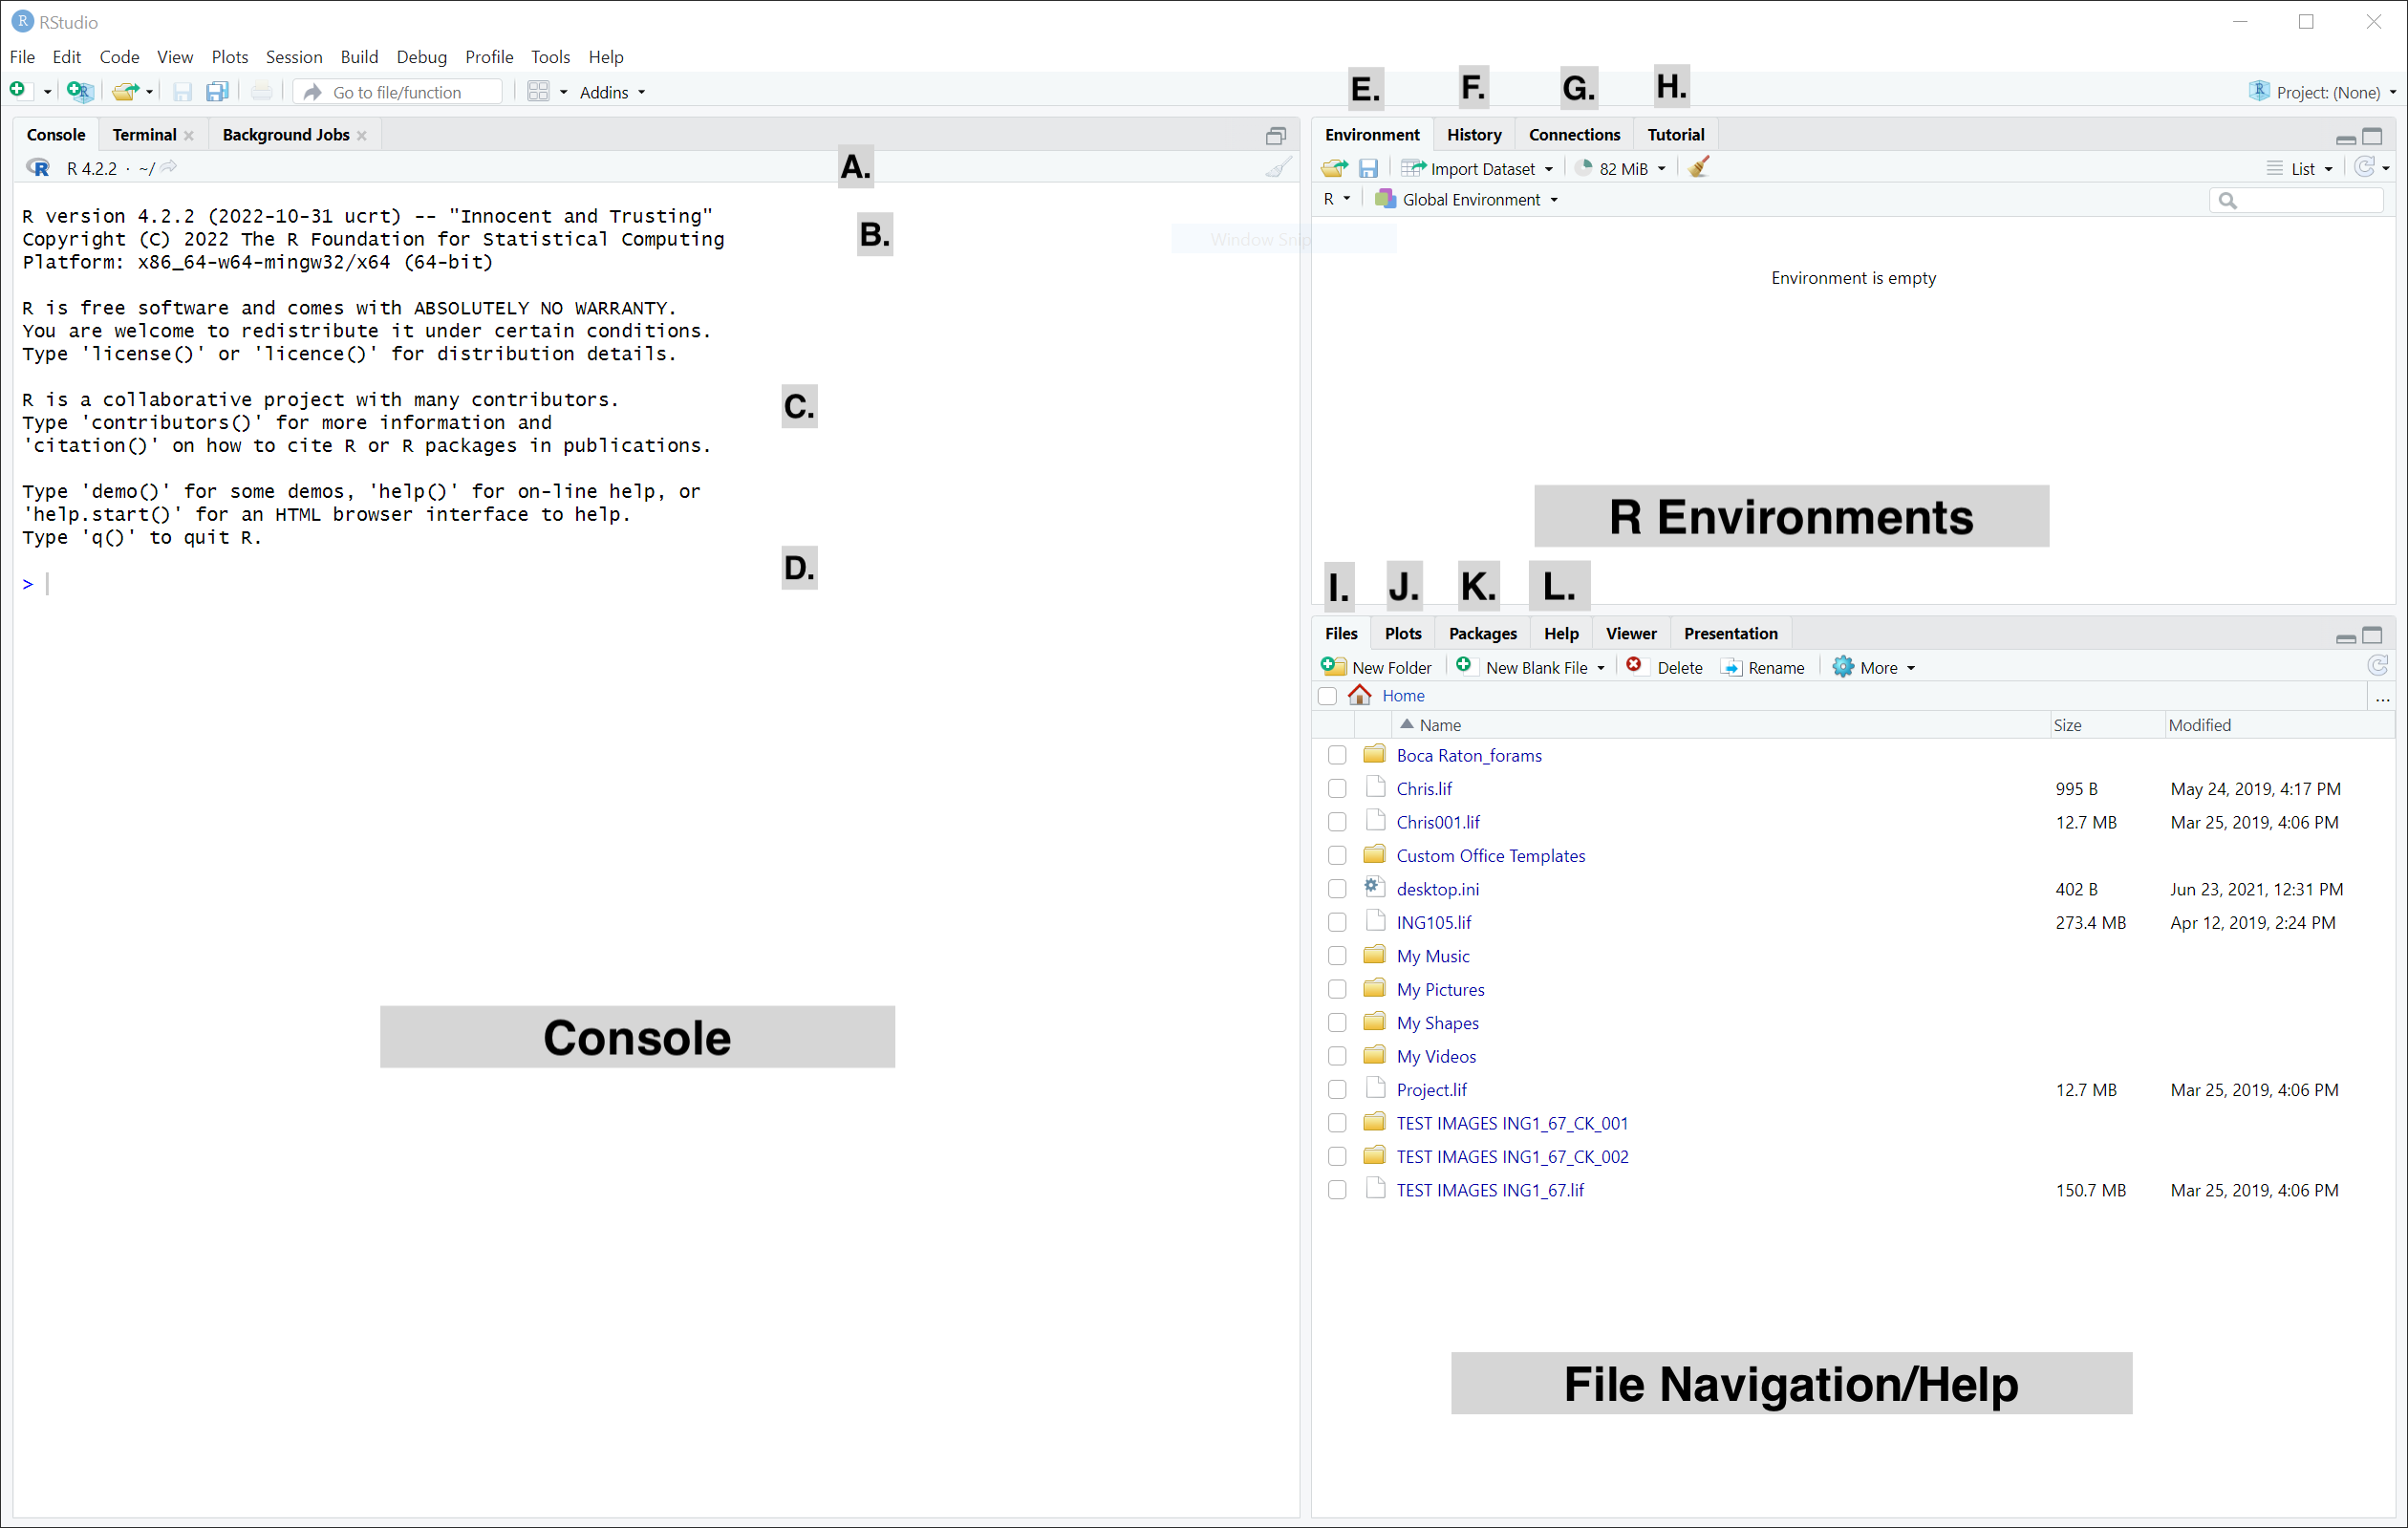 RStudio
File Edit Code View Plots Session Build Debug Profile Tools Help
Go to file/function Addins Project: (None)
E. F. G. H.
Console Terminal Background Jobs
R 4.2.2 · ~/
A.
R version 4.2.2 (2022-10-31 ucrt) -- "Innocent and Trusting"
Copyright (C) 2022 The R Foundation for Statistical Computing
Platform: x86_64-w64-mingw32/x64 (64-bit)
B.
R is free software and comes with ABSOLUTELY NO WARRANTY.
You are welcome to redistribute it under certain conditions.
Type 'license()' or 'licence()' for distribution details.
R is a collaborative project with many contributors.
Type 'contributors()' for more information and
'citation()' on how to cite R or R packages in publications.
C.
Type 'demo()' for some demos, 'help()' for on-line help, or
'help.start()' for an HTML browser interface to help.
Type 'q()' to quit R.
D.
>
Console
Environment History Connections Tutorial
Import Dataset 82 MiB List
R Global Environment
Window Snip
Environment is empty
R Environments
I. J. K. L.
Files Plots Packages Help Viewer Presentation
New Folder New Blank File Delete Rename More
Home ...
Name Size Modified
Boca Raton_forams
Chris.lif 995 B May 24, 2019, 4:17 PM
Chris001.lif 12.7 MB Mar 25, 2019, 4:06 PM
Custom Office Templates
desktop.ini 402 B Jun 23, 2021, 12:31 PM
ING105.lif 273.4 MB Apr 12, 2019, 2:24 PM
My Music
My Pictures
My Shapes
My Videos
Project.lif 12.7 MB Mar 25, 2019, 4:06 PM
TEST IMAGES ING1_67_CK_001
TEST IMAGES ING1_67_CK_002
TEST IMAGES ING1_67.lif 150.7 MB Mar 25, 2019, 4:06 PM
File Navigation/Help